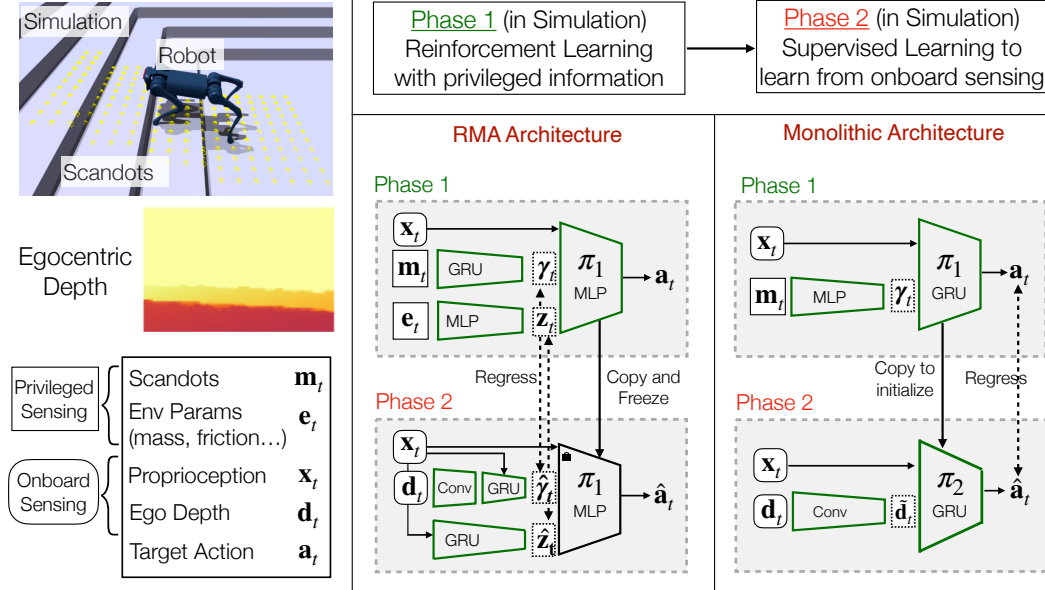 Simulation
Robot
Scandots
Egocentric
Depth
Privileged
Sensing
Onboard
Sensing
Scandots m_t
Env Params e_t
(mass, friction…)
Proprioception x_t
Ego Depth d_t
Target Action a_t
Phase 1 (in Simulation)
Reinforcement Learning
with privileged information
Phase 2 (in Simulation)
Supervised Learning to
learn from onboard sensing
RMA Architecture
Phase 1
x_t
m_t
GRU
γ_t
e_t
MLP
z_t
π_1
MLP
a_t
Regress
Copy and
Freeze
Phase 2
x_t
d_t
Conv
GRU
γ̂_t
GRU
ẑ_t
π_1
MLP
â_t
Monolithic Architecture
Phase 1
x_t
m_t
MLP
γ_t
π_1
GRU
a_t
Copy to
initialize
Regress
Phase 2
x_t
d_t
Conv
d̃_t
π_2
GRU
â_t